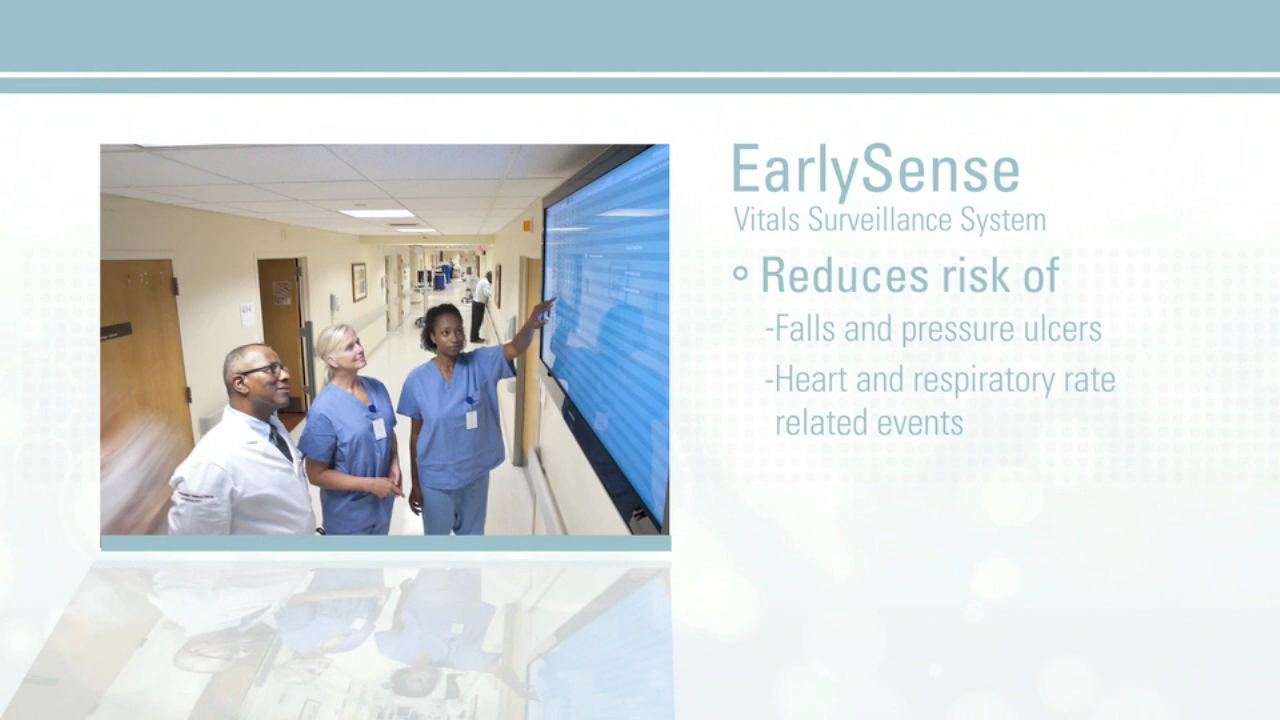 EarlySense
Vitals Surveillance System
° Reduces risk of
-Falls and pressure ulcers
-Heart and respiratory rate
related events